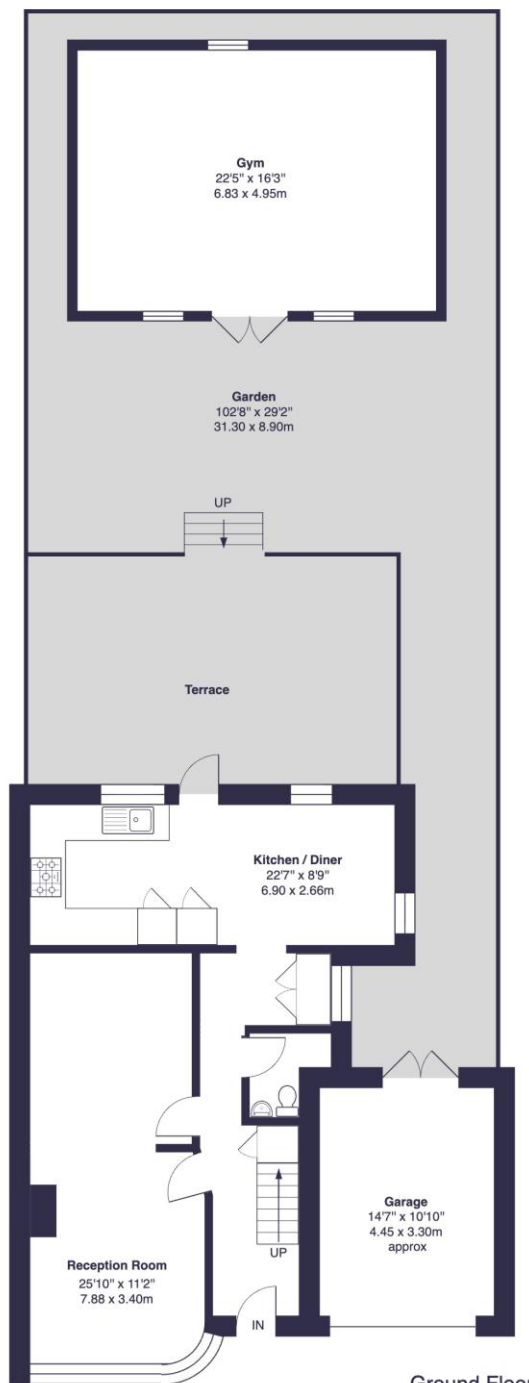 Gym
22'5" x 16'3"
6.83 x 4.95m
Garden
102'8" x 29'2"
31.30 x 8.90m
UP
Terrace
Kitchen / Diner
22'7" x 8'9"
6.90 x 2.66m
Garage
14'7" x 10'10"
4.45 x 3.30m
approx
UP
Reception Room
25'10" x 11'2"
7.88 x 3.40m
IN
Ground Floor